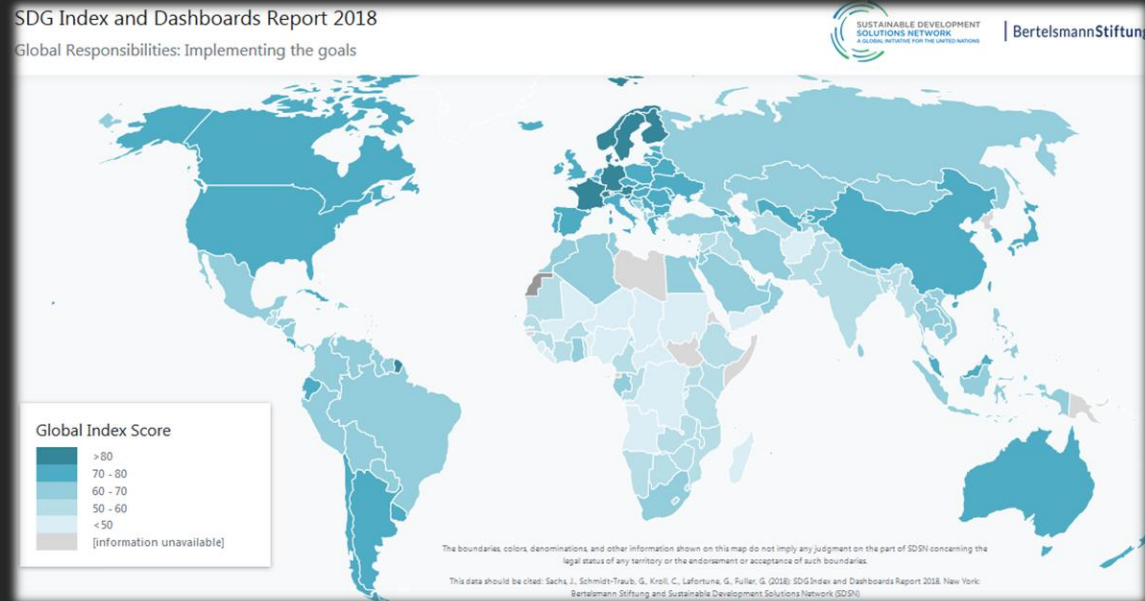 SDG Index and Dashboards Report 2018
Global Responsibilities: Implementing the goals
SUSTAINABLE DEVELOPMENT
SOLUTIONS NETWORK
A GLOBAL INITIATIVE FOR THE UNITED NATIONS
BertelsmannStiftung
Global Index Score
>80
70 - 80
60 - 70
50 - 60
<50
[information unavailable]
The boundaries, colors, denominations, and other information shown on this map do not imply any judgment on the part of SDSN concerning the
legal status of any territory or the endorsement or acceptance of such boundaries.
This data should be cited: Sachs, J., Schmidt-Traub, G., Kroll, C., Lafortune, G., Fuller, G. (2018): SDG Index and Dashboards Report 2018. New York:
Bertelsmann Stiftung and Sustainable Development Solutions Network (SDSN)